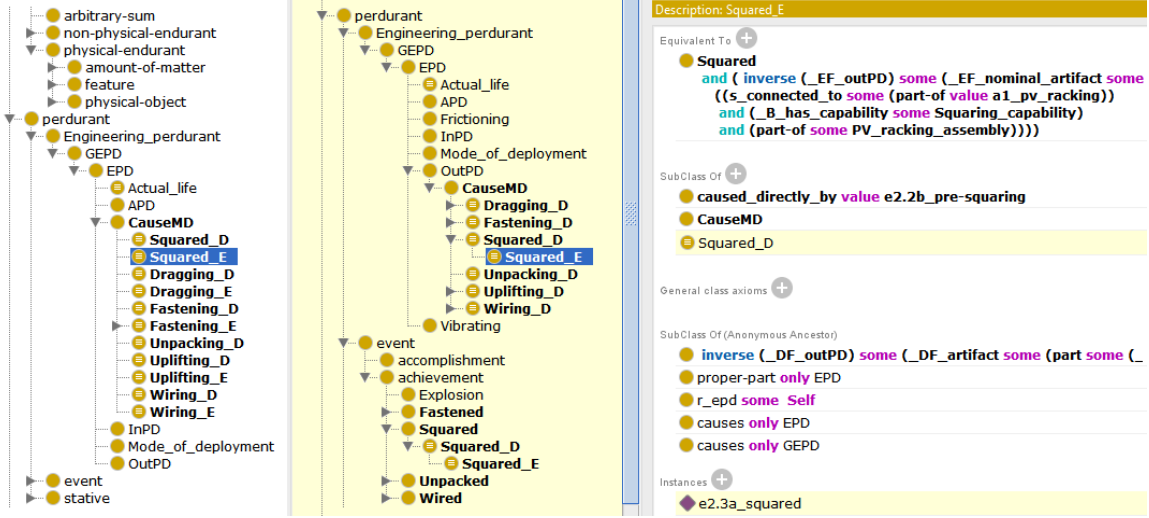 arbitrary-sum
non-physical-endurant
physical-endurant
amount-of-matter
feature
physical-object
perdurant
Engineering_perdurant
GEPD
EPD
Actual_life
APD
CauseMD
Squared_D
Squared_E
Dragging_D
Dragging_E
Fastening_D
Fastening_E
Unpacking_D
Uplifting_D
Uplifting_E
Wiring_D
Wiring_E
InPD
Mode_of_deployment
OutPD
event
stative
perdurant
Engineering_perdurant
GEPD
EPD
Actual_life
APD
Frictioning
InPD
Mode_of_deployment
OutPD
CauseMD
Dragging_D
Fastening_D
Squared_D
Squared_E
Unpacking_D
Uplifting_D
Wiring_D
Vibrating
event
accomplishment
achievement
Explosion
Fastened
Squared
Squared_D
Squared_E
Unpacked
Wired
Description: Squared_E
Equivalent To
Squared
and ( inverse (_EF_outPD) some (_EF_nominal_artifact some
((s_connected_to some (part-of value a1_pv_racking))
and (_B_has_capability some Squaring_capability)
and (part-of some PV_racking_assembly))))
SubClass Of
caused_directly_by value e2.2b_pre-squaring
CauseMD
Squared_D
General class axioms
SubClass Of (Anonymous Ancestor)
inverse (_DF_outPD) some (_DF_artifact some (part some (_
proper-part only EPD
r_epd some Self
causes only EPD
causes only GEPD
Instances
e2.3a_squared